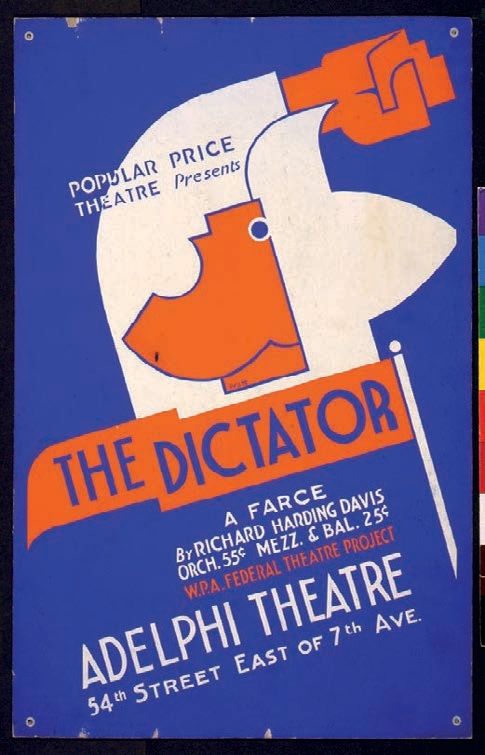 POPULAR PRICE
THEATRE Presents
THE DICTATOR
A FARCE
By RICHARD HARDING DAVIS
ORCH. 55¢ MEZZ. & BAL. 25¢
W.P.A. FEDERAL THEATRE PROJECT
ADELPHI THEATRE
54th STREET EAST OF 7th AVE.